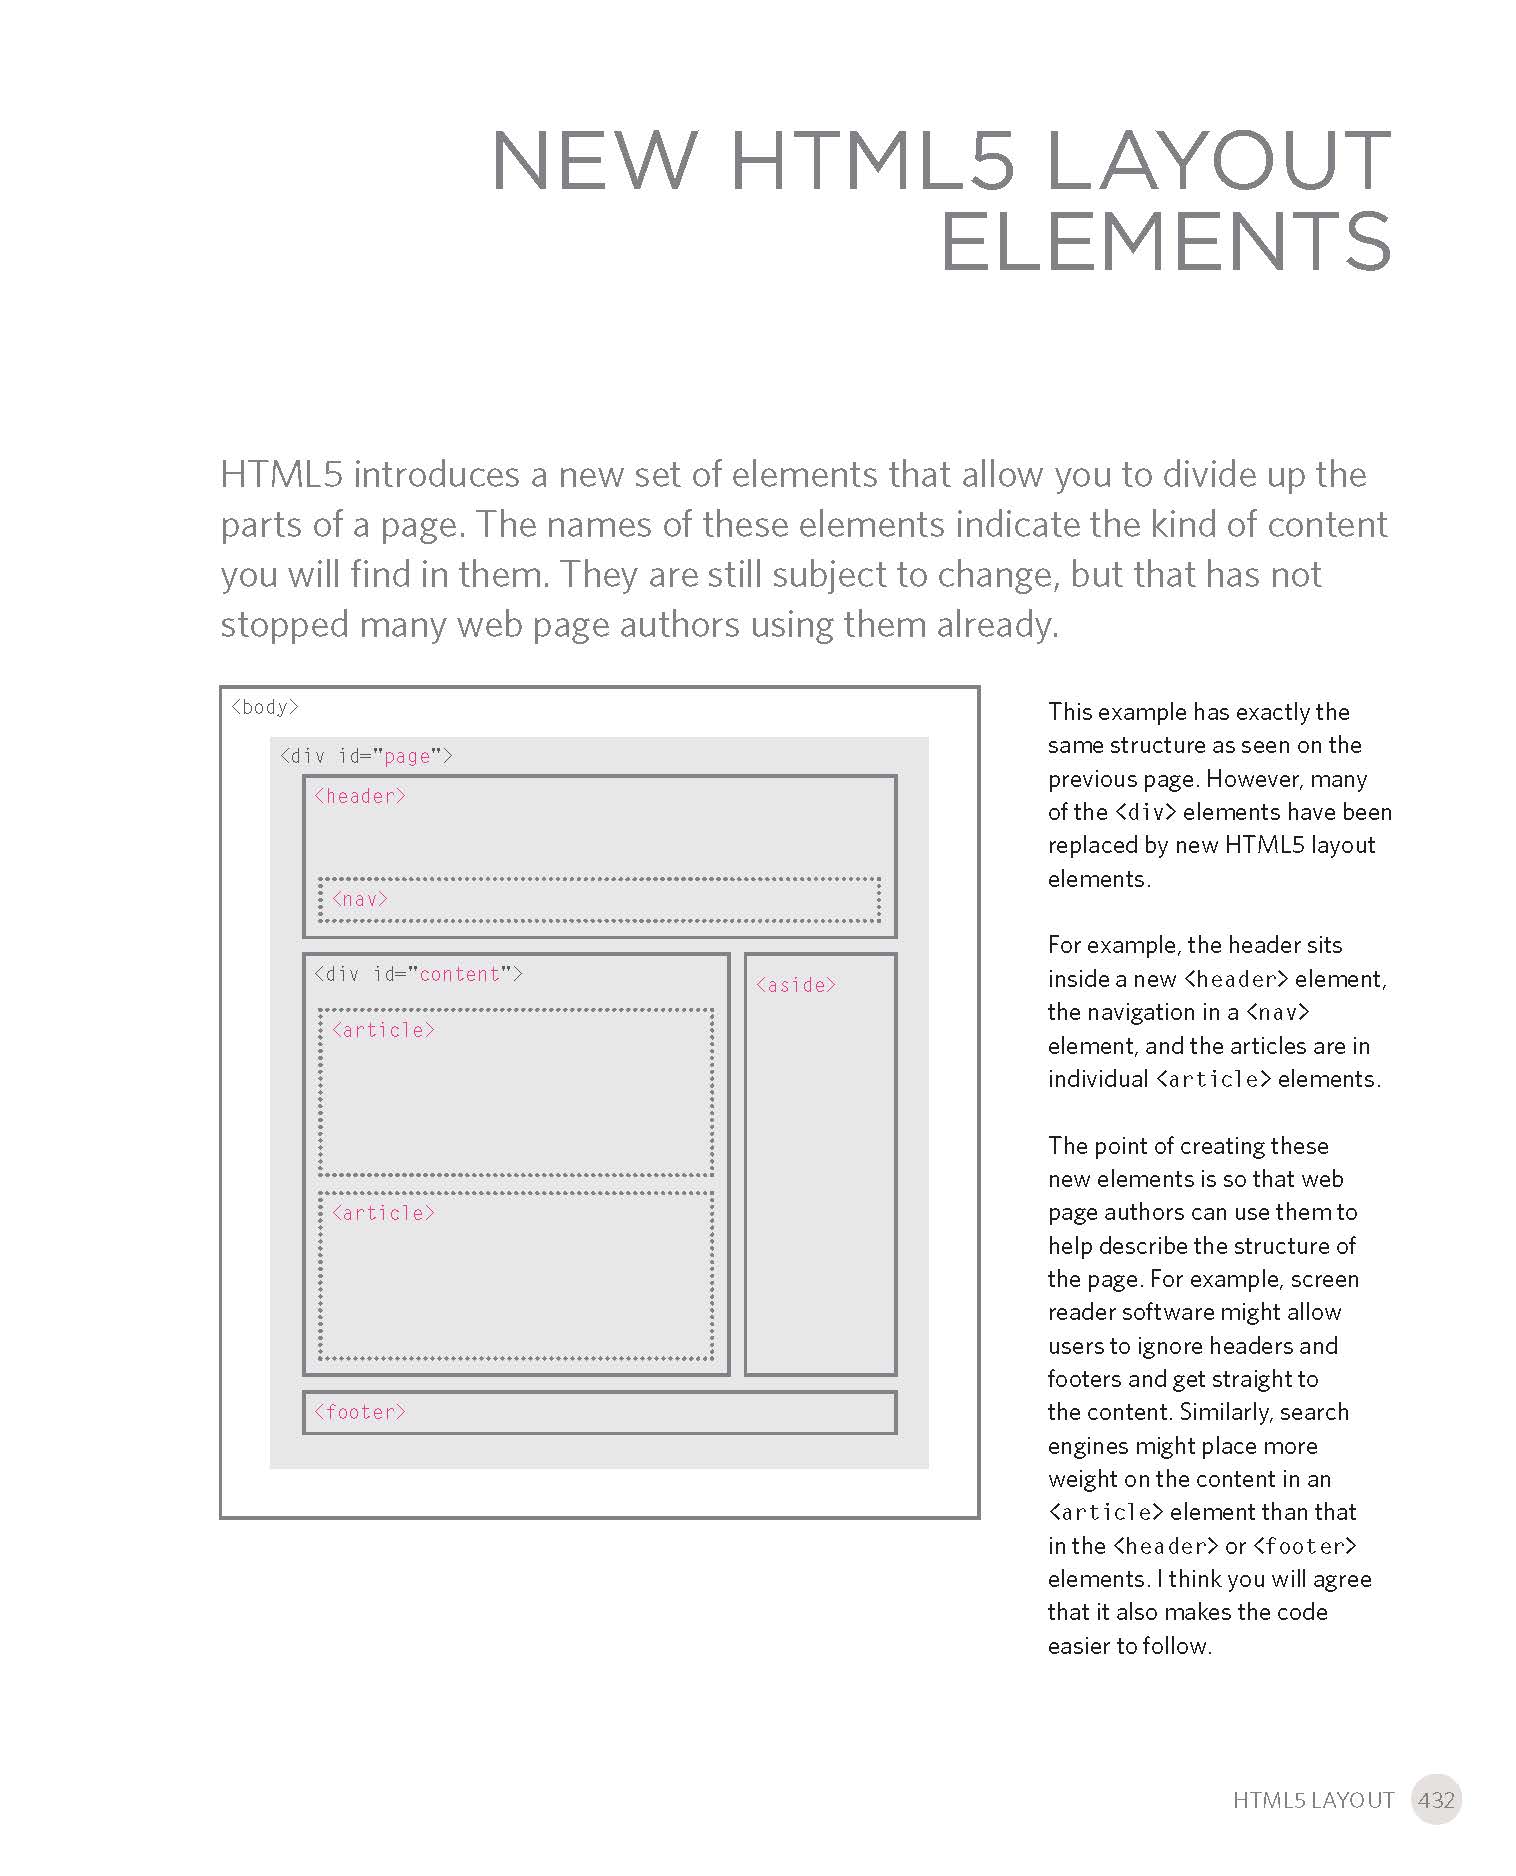 NEW HTML5 LAYOUT
ELEMENTS
HTML5 introduces a new set of elements that allow you to divide up the
parts of a page. The names of these elements indicate the kind of content
you will find in them. They are still subject to change, but that has not
stopped many web page authors using them already.
<body>
<div id="page">
<header>
<nav>
<div id="content">
<article>
<article>
<aside>
<footer>
This example has exactly the
same structure as seen on the
previous page. However, many
of the <div> elements have been
replaced by new HTML5 layout
elements.
For example, the header sits
inside a new <header> element,
the navigation in a <nav>
element, and the articles are in
individual <article> elements.
The point of creating these
new elements is so that web
page authors can use them to
help describe the structure of
the page. For example, screen
reader software might allow
users to ignore headers and
footers and get straight to
the content. Similarly, search
engines might place more
weight on the content in an
<article> element than that
in the <header> or <footer>
elements. I think you will agree
that it also makes the code
easier to follow.
HTML5 LAYOUT 432